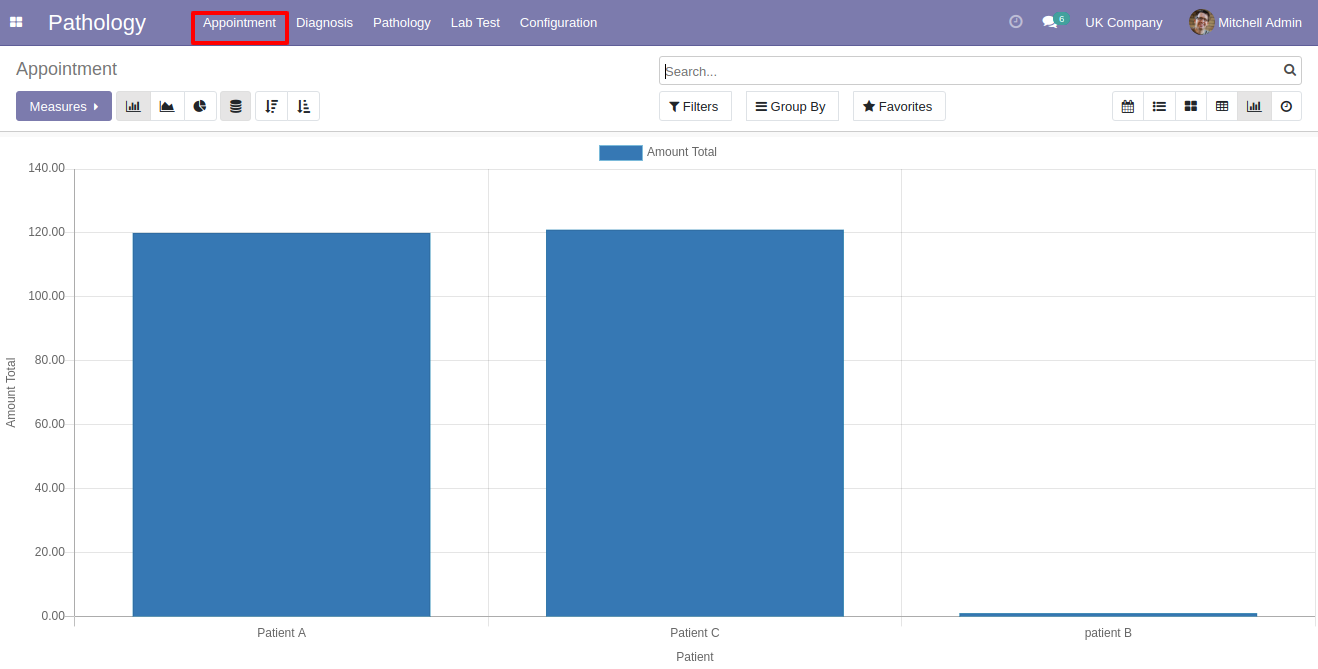 Pathology Appointment Diagnosis Pathology Lab Test Configuration 6 UK Company Mitchell Admin
Appointment
Search...
Measures
Filters Group By Favorites
Amount Total
140.00
120.00
100.00
80.00
60.00
40.00
20.00
0.00
Amount Total
Patient A Patient C patient B
Patient